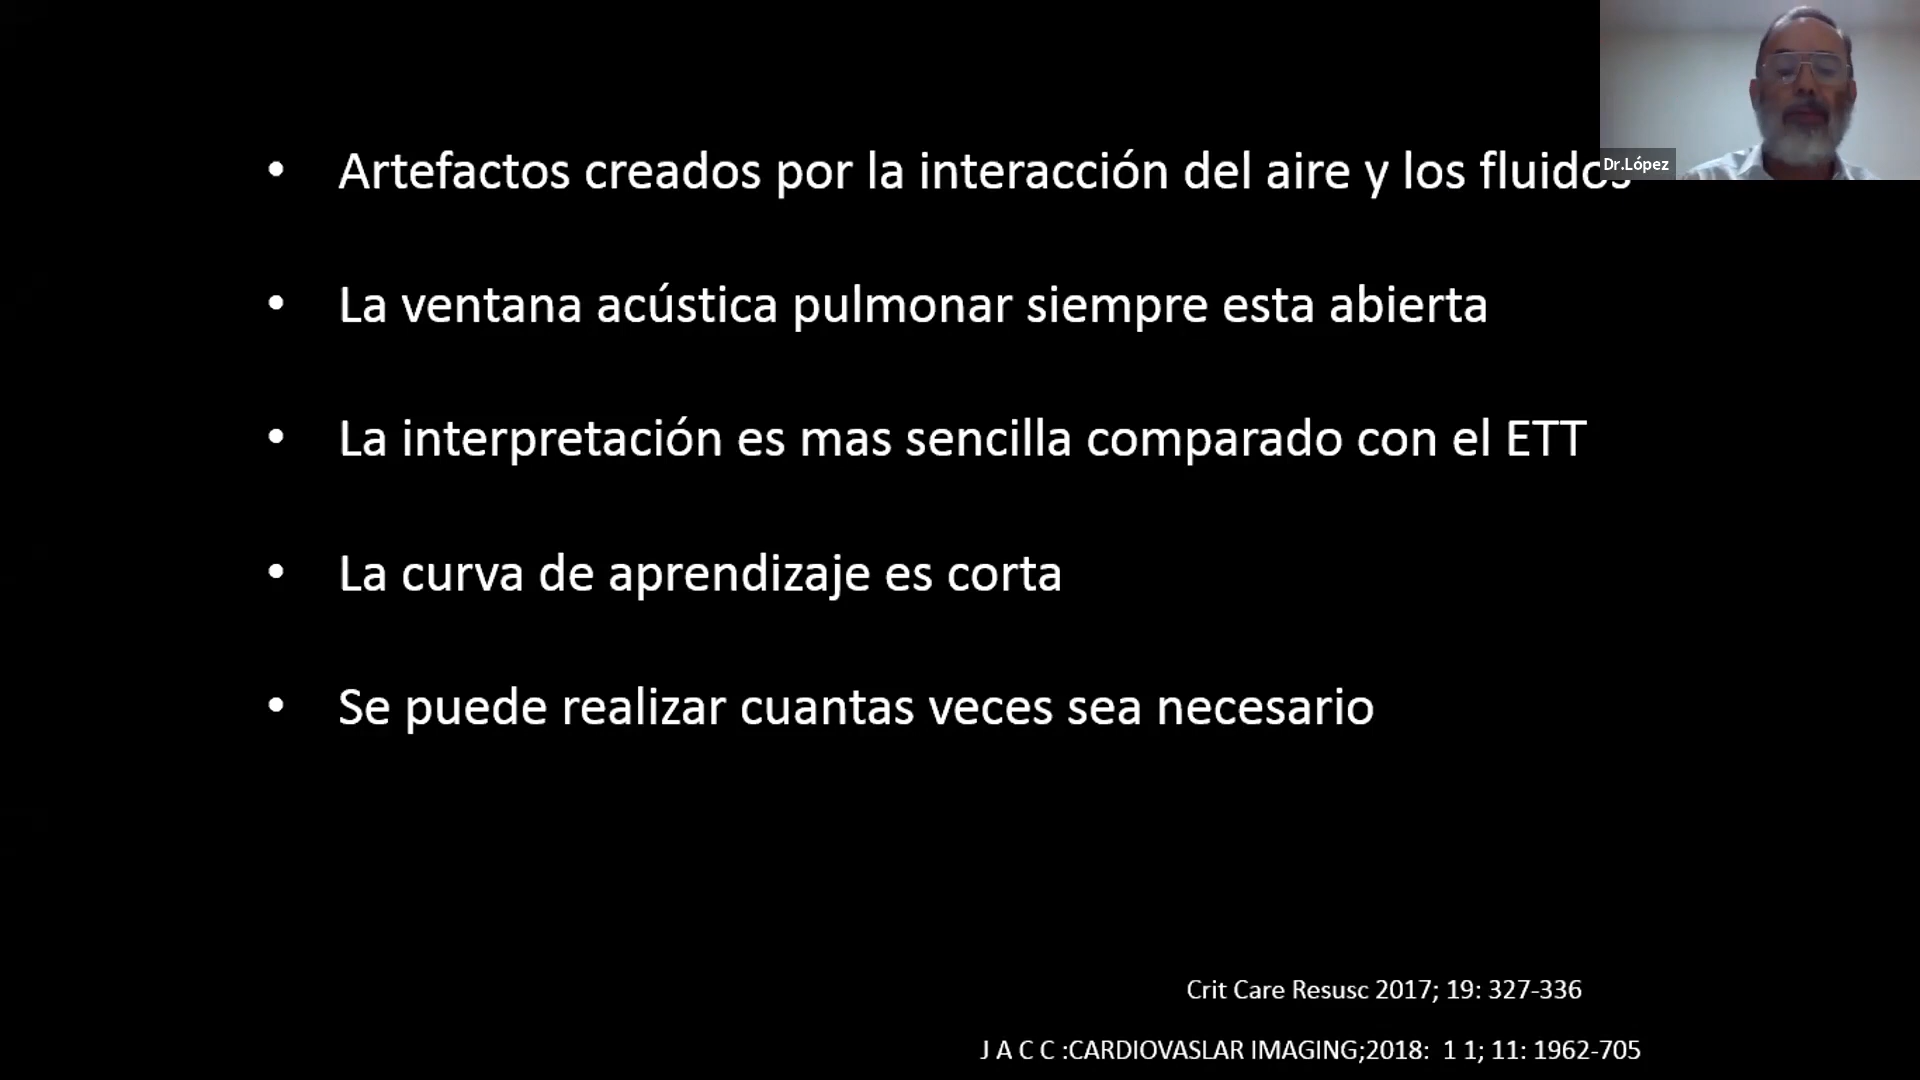 • Artefactos creados por la interacción del aire y los fluidos
Dr.López
• La ventana acústica pulmonar siempre esta abierta
• La interpretación es mas sencilla comparado con el ETT
• La curva de aprendizaje es corta
• Se puede realizar cuantas veces sea necesario
Crit Care Resusc 2017; 19: 327-336
J A C C :CARDIOVASLAR IMAGING;2018: 1 1; 11: 1962-705